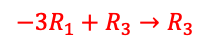 −3R₁ + R₃ → R₃